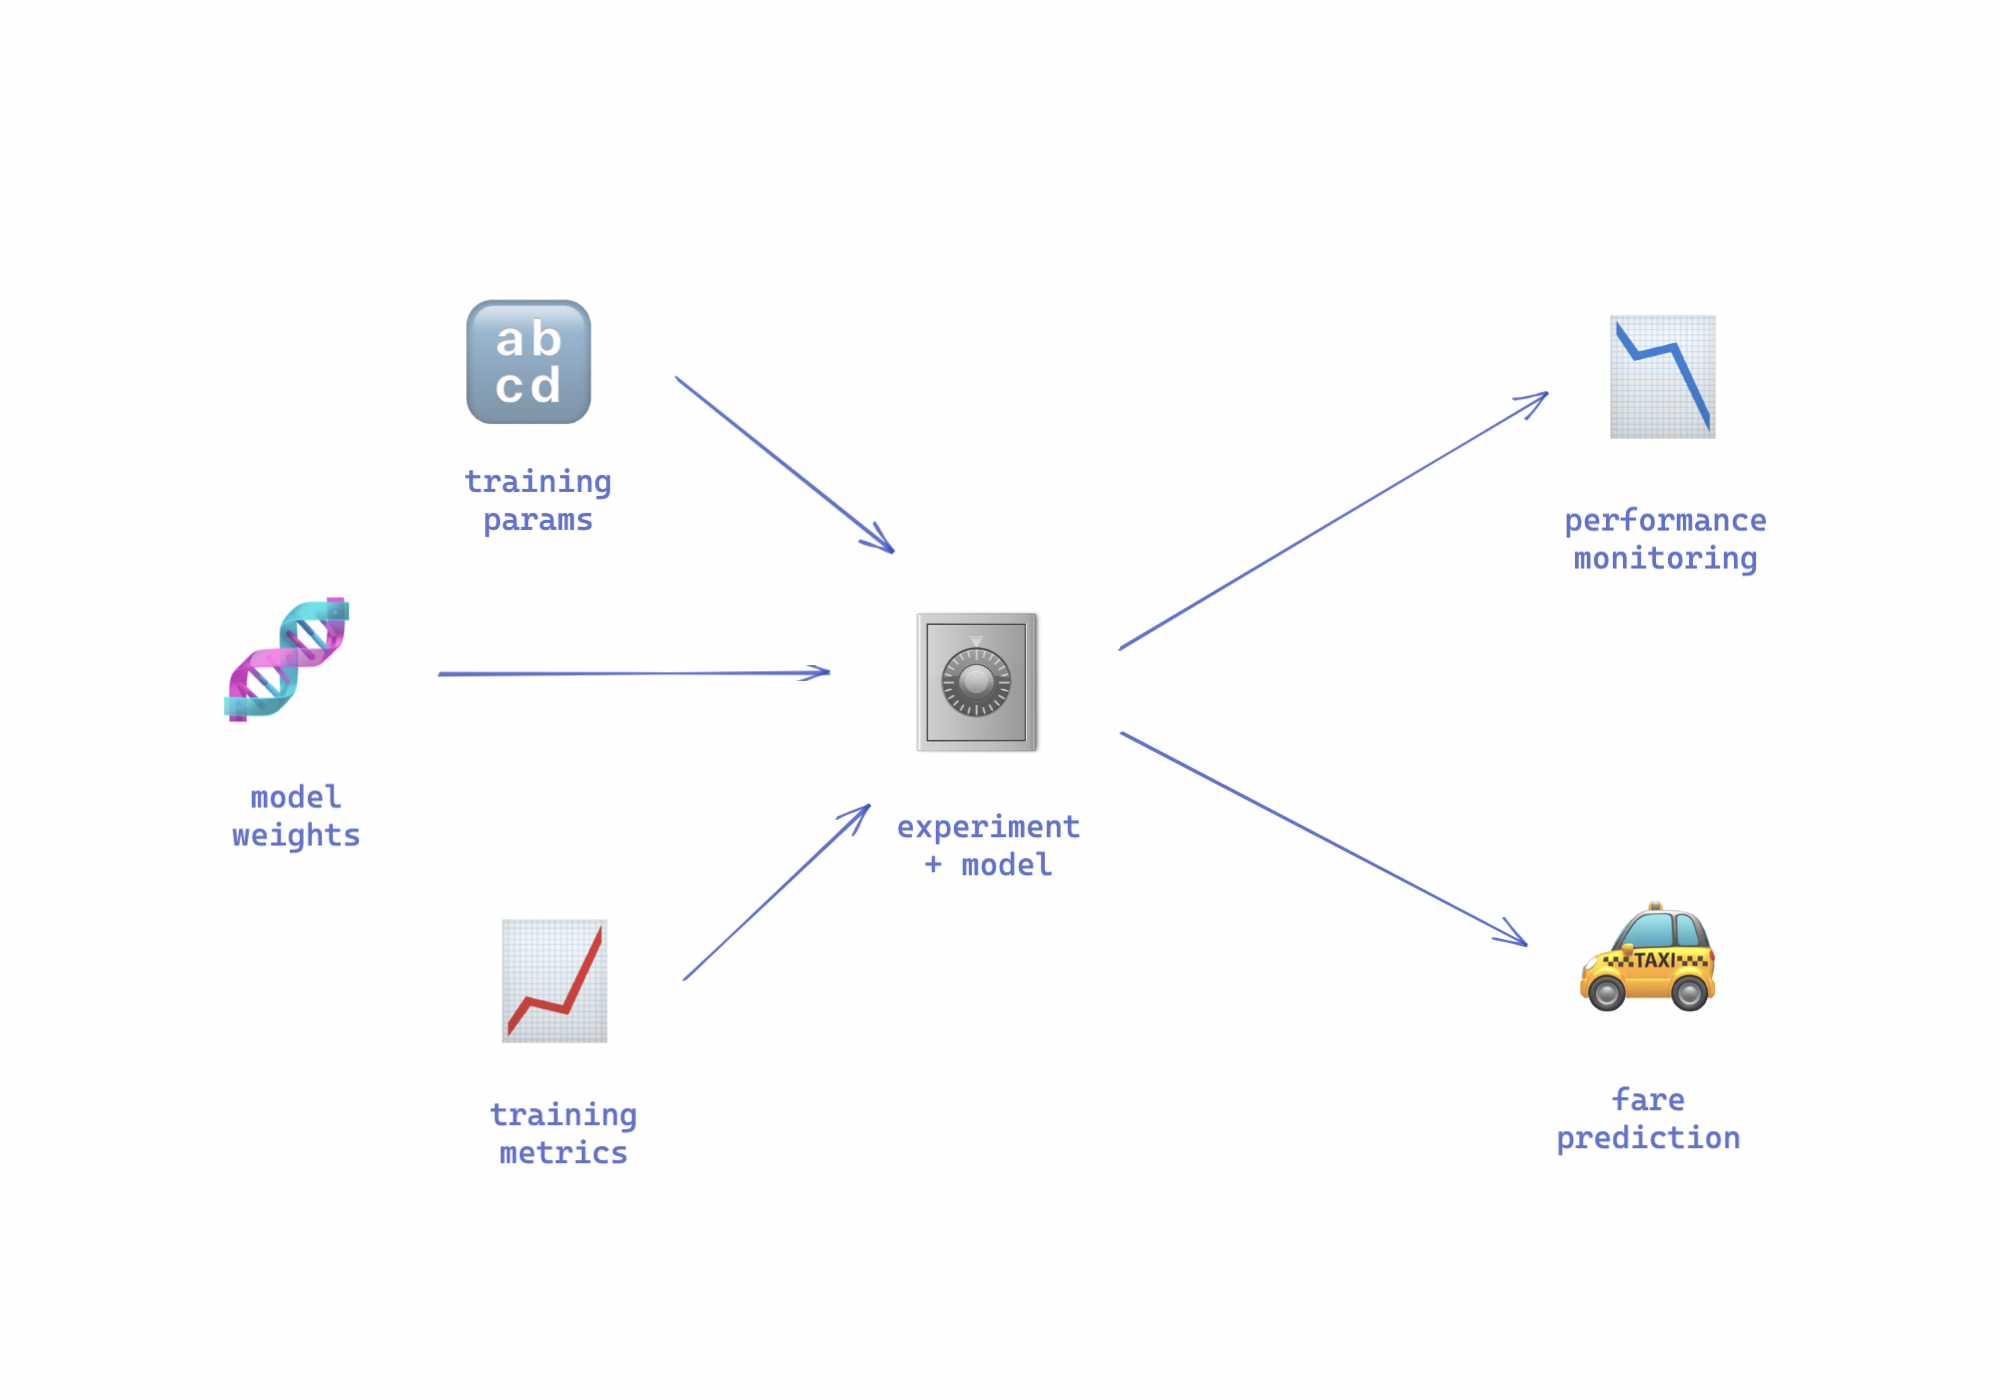 ab
cd
training
params
model
weights
training
metrics
experiment
+ model
performance
monitoring
TAXI
fare
prediction